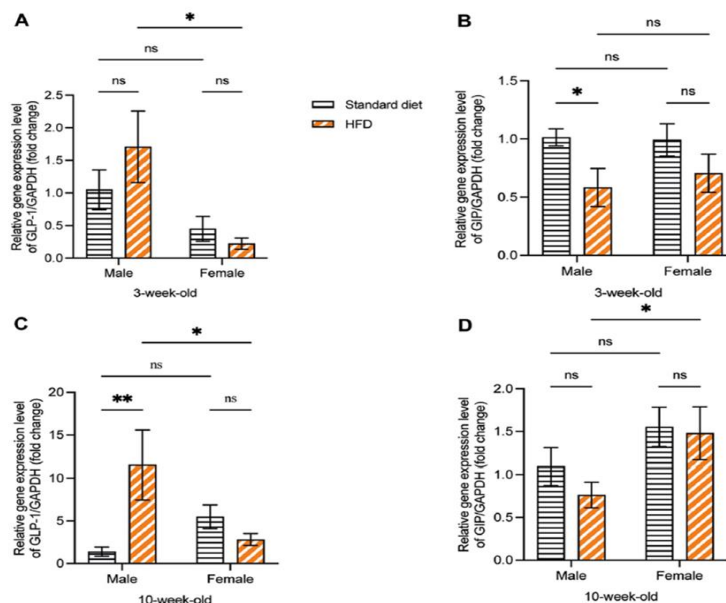 A
*
ns
ns
ns
Relative gene expression level
of GLP-1/GAPDH (fold change)
2.5
2.0
1.5
1.0
0.5
0.0
Male
Female
3-week-old
Standard diet
HFD
B
ns
ns
*
ns
Relative gene expression level
of GIP/GAPDH (fold change)
1.5
1.0
0.5
0.0
Male
Female
3-week-old
C
*
ns
**
ns
Relative gene expression level
of GLP-1/GAPDH (fold change)
20
15
10
5
0
Male
Female
10-week-old
D
*
ns
ns
ns
Relative gene expression level
of GIP/GAPDH (fold change)
2.0
1.5
1.0
0.5
0.0
Male
Female
10-week-old